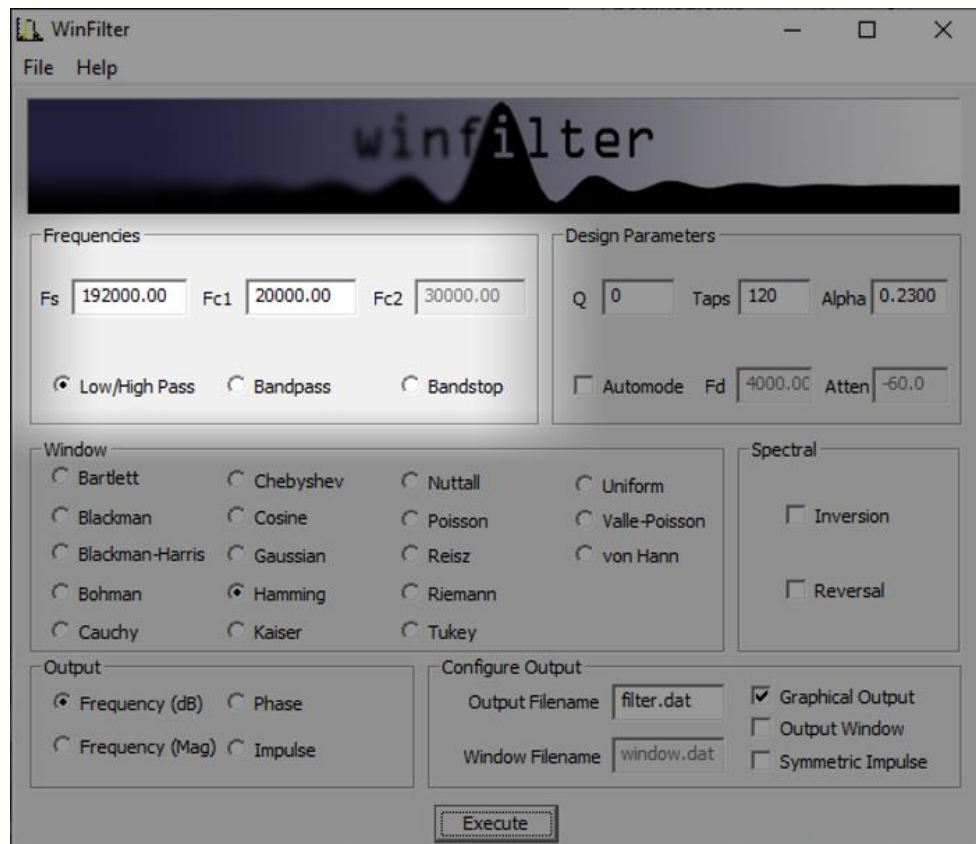 WinFilter
File Help
winfilter
Frequencies
Fs 192000.00 Fc1 20000.00 Fc2 30000.00
Low/High Pass Bandpass Bandstop
Design Parameters
Q 0 Taps 120 Alpha 0.2300
Automode Fd 4000.00 Atten -60.0
Window
Bartlett Chebyshev Nuttall Uniform
Blackman Cosine Poisson Valle-Poisson
Blackman-Harris Gaussian Reisz von Hann
Bohman Hamming Riemann
Cauchy Kaiser Tukey
Spectral
Inversion
Reversal
Output
Frequency (dB) Phase
Frequency (Mag) Impulse
Configure Output
Output Filename filter.dat Graphical Output
Output Window
Window Filename window.dat Symmetric Impulse
Execute